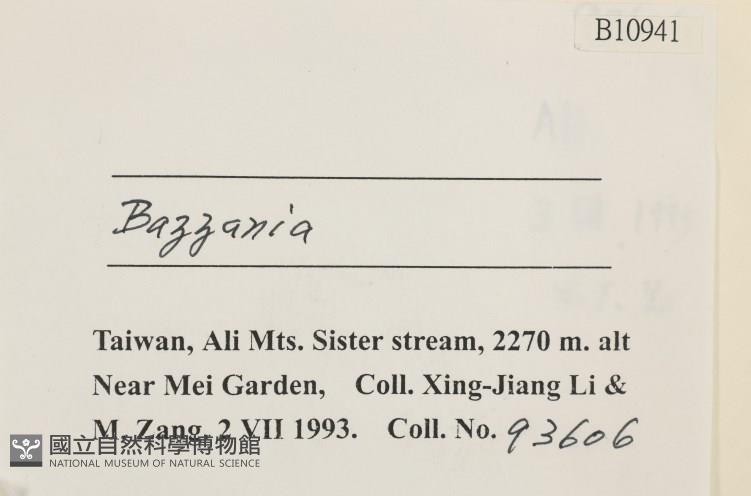 B10941
Bazzania
Taiwan, Ali Mts. Sister stream, 2270 m. alt
Near Mei Garden, Coll. Xing-Jiang Li &
M. Zang, 2 VII 1993. Coll. No. 93606
國立自然科學博物館
NATIONAL MUSEUM OF NATURAL SCIENCE